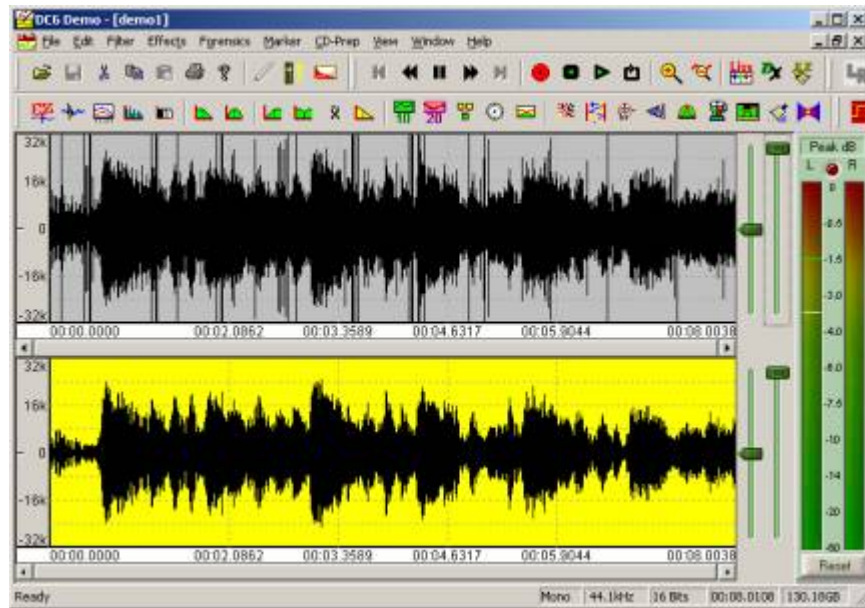 DC6 Demo - [demo1]
File Edit Filter Effects Forensics Marker CD-Prep View Window Help
32k
16k
0
-16k
-32k
00:00.0000 00:02.0862 00:03.3589 00:04.6317 00:05.9044 00:08.0038
32k
16k
0
-16k
-32k
00:00.0000 00:02.0862 00:03.3589 00:04.6317 00:05.9044 00:08.0038
Peak dB
L R
0
-1.5
-3.0
-4.0
-6.0
-7.5
-10
-14
-20
-60
Reset
Ready Mono 44.1kHz 16 Bits 00:08.0108 130.18GB